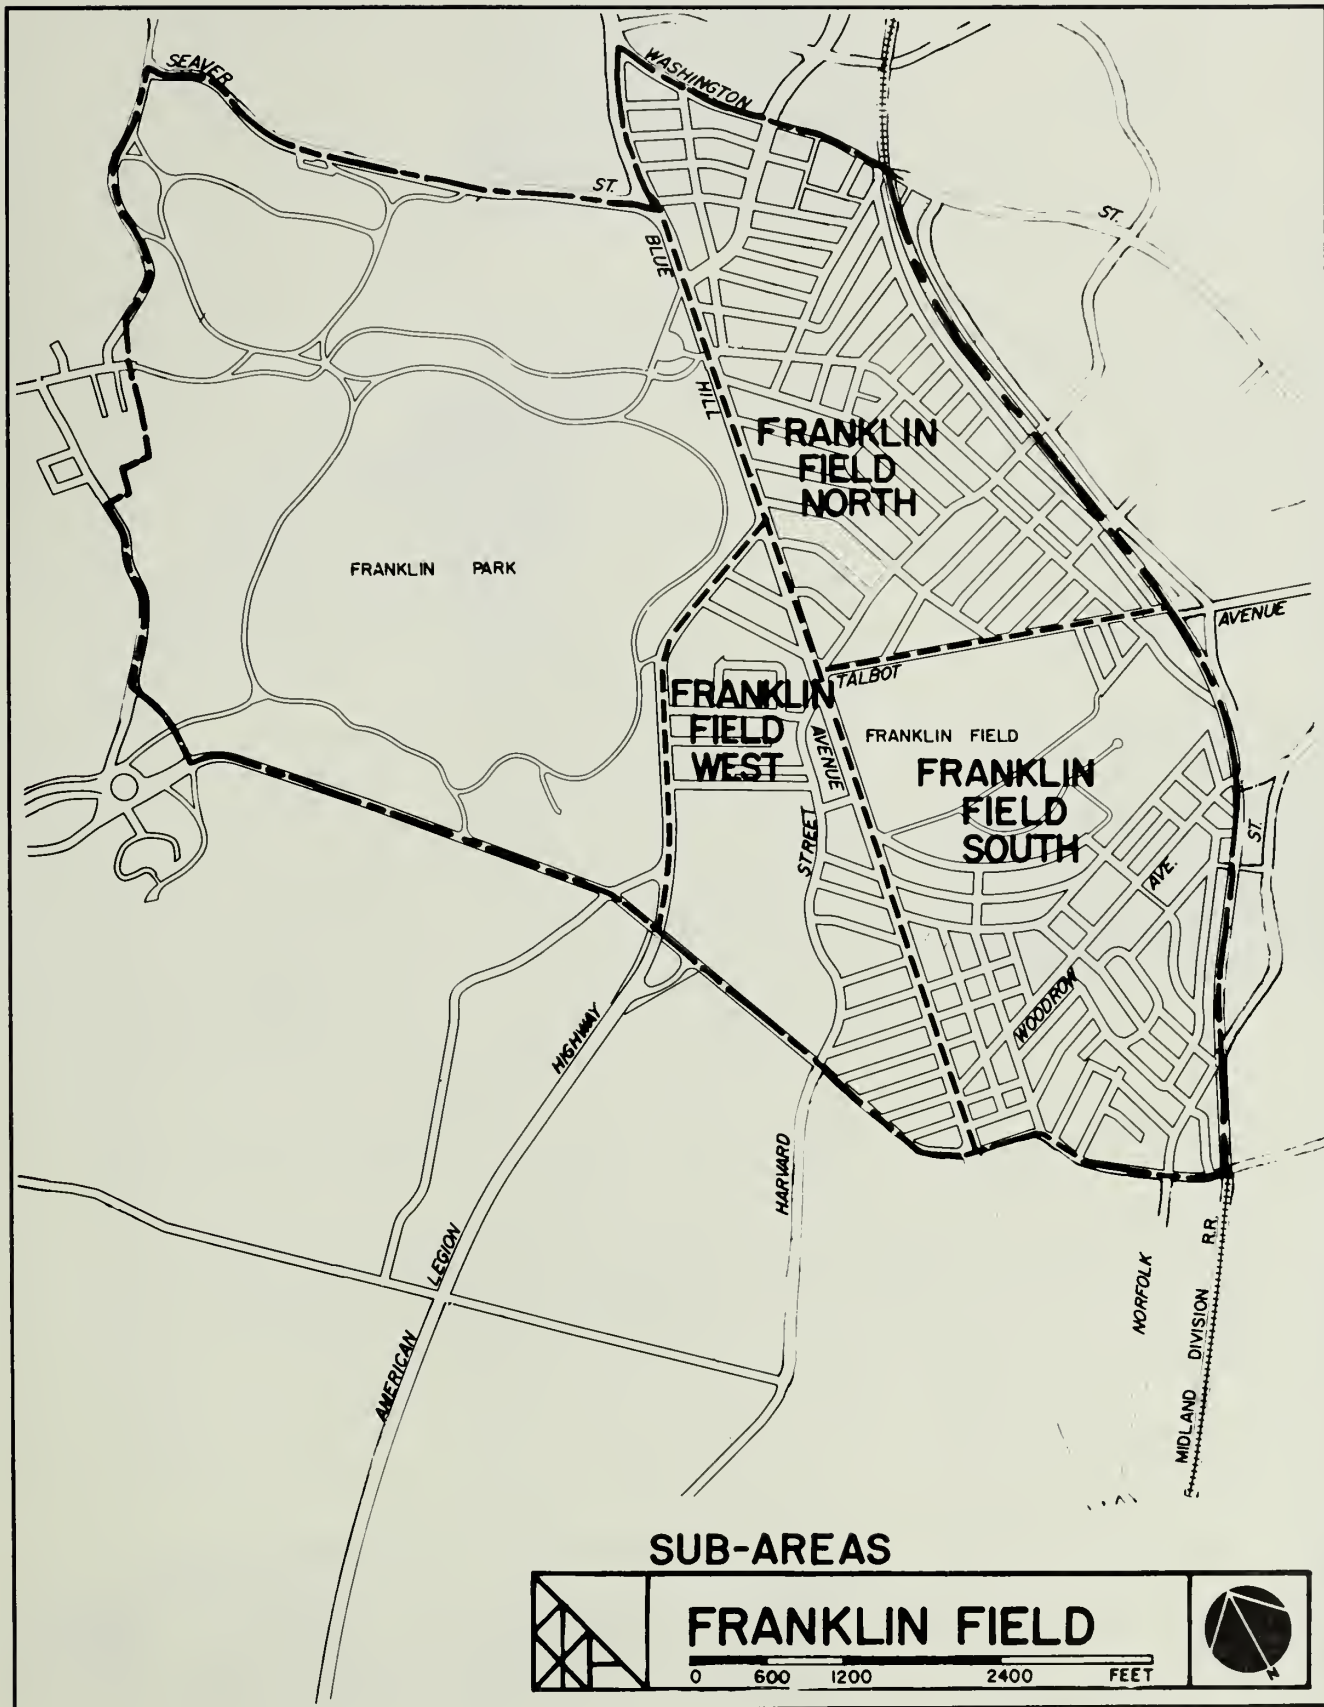 SEAVER
WASHINGTON
ST.
ST.
BLUE
HILL
FRANKLIN
FIELD
NORTH
FRANKLIN PARK
AVENUE
TALBOT
FRANKLIN
FIELD
WEST
AVENUE
FRANKLIN FIELD
FRANKLIN
FIELD
SOUTH
STREET
ST.
AVE.
WOODROW
HIGHWAY
HARVARD
LEGION
AMERICAN
NORFOLK
MIDLAND DIVISION R.R.
SUB-AREAS
FRANKLIN FIELD
0 600 1200 2400 FEET
N